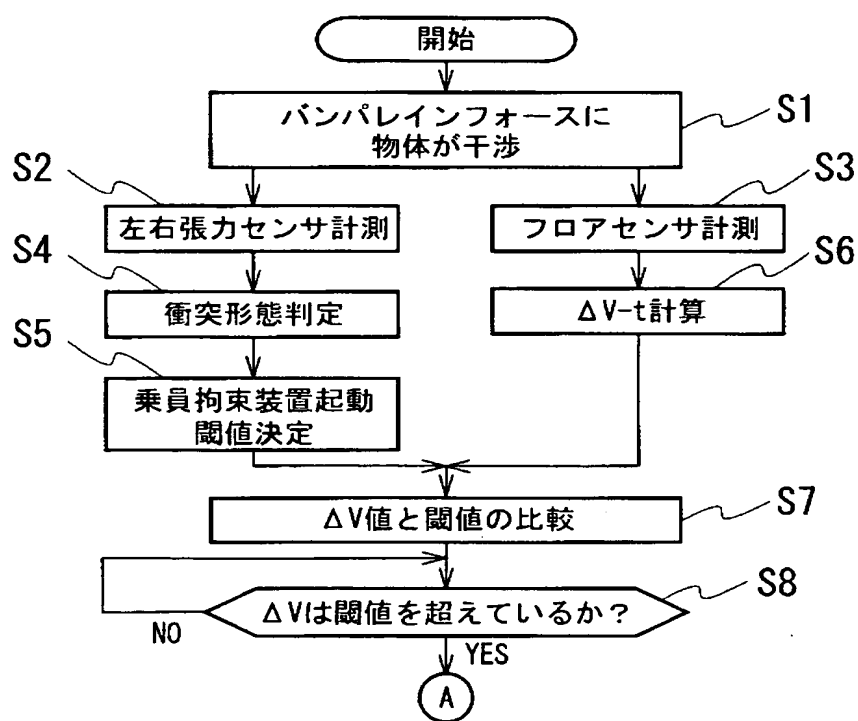 開始
バンパレインフォースに
物体が干渉
S1
S2
左右張力センサ計測
S3
フロアセンサ計測
S4
衝突形態判定
S6
ΔV-t計算
S5
乗員拘束装置起動
閾値決定
ΔV値と閾値の比較
S7
ΔVは閾値を超えているか?
S8
NO
YES
A